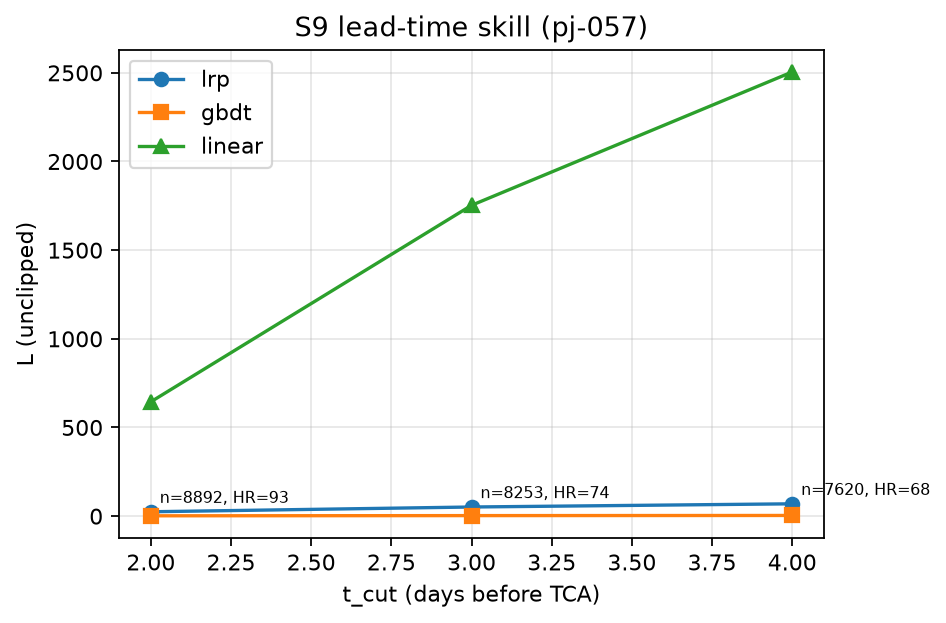 S9 lead-time skill (pj-057)
lrp
gbdt
linear
L (unclipped)
2500
2000
1500
1000
500
0
n=8892, HR=93
n=8253, HR=74
n=7620, HR=68
2.00 2.25 2.50 2.75 3.00 3.25 3.50 3.75 4.00
t_cut (days before TCA)